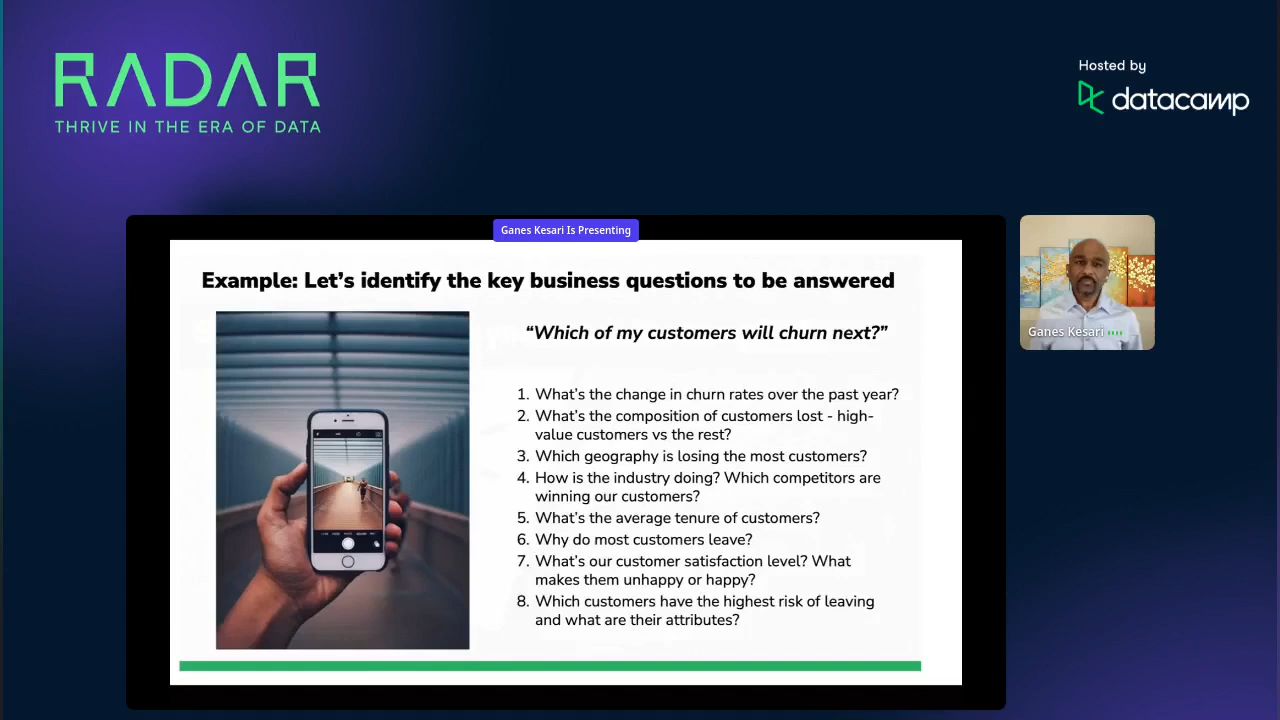 RADAR
THRIVE IN THE ERA OF DATA
Hosted by
datacamp
Ganes Kesari Is Presenting
Example: Let's identify the key business questions to be answered
“Which of my customers will churn next?”
1. What's the change in churn rates over the past year?
2. What's the composition of customers lost - high-
value customers vs the rest?
3. Which geography is losing the most customers?
4. How is the industry doing? Which competitors are
winning our customers?
5. What's the average tenure of customers?
6. Why do most customers leave?
7. What's our customer satisfaction level? What
makes them unhappy or happy?
8. Which customers have the highest risk of leaving
and what are their attributes?
Ganes Kesari